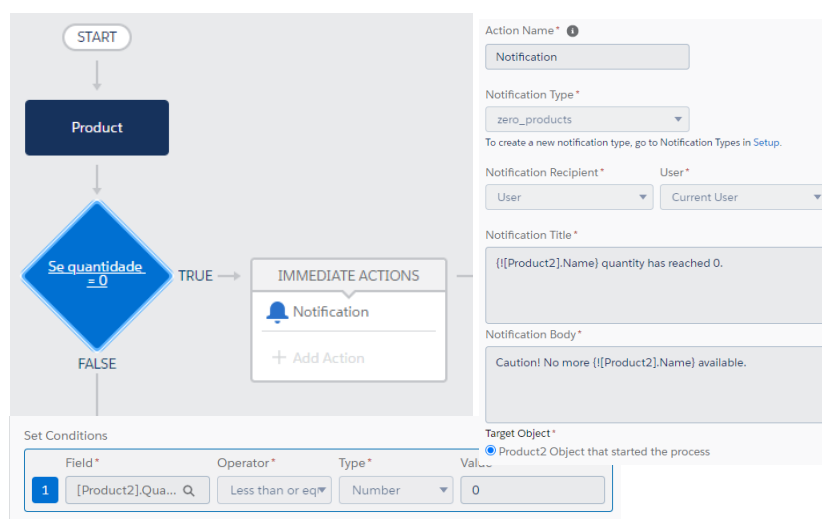 START
Product
Se quantidade
= 0
TRUE
IMMEDIATE ACTIONS
Notification
+ Add Action
FALSE
Action Name*
Notification
Notification Type*
zero_products
To create a new notification type, go to Notification Types in Setup.
Notification Recipient* User*
User Current User
Notification Title*
{![Product2].Name} quantity has reached 0.
Notification Body*
Caution! No more {![Product2].Name} available.
Target Object*
Product2 Object that started the process
Set Conditions
Field* Operator* Type*
1 [Product2].Qua... Less than or eq Number 0